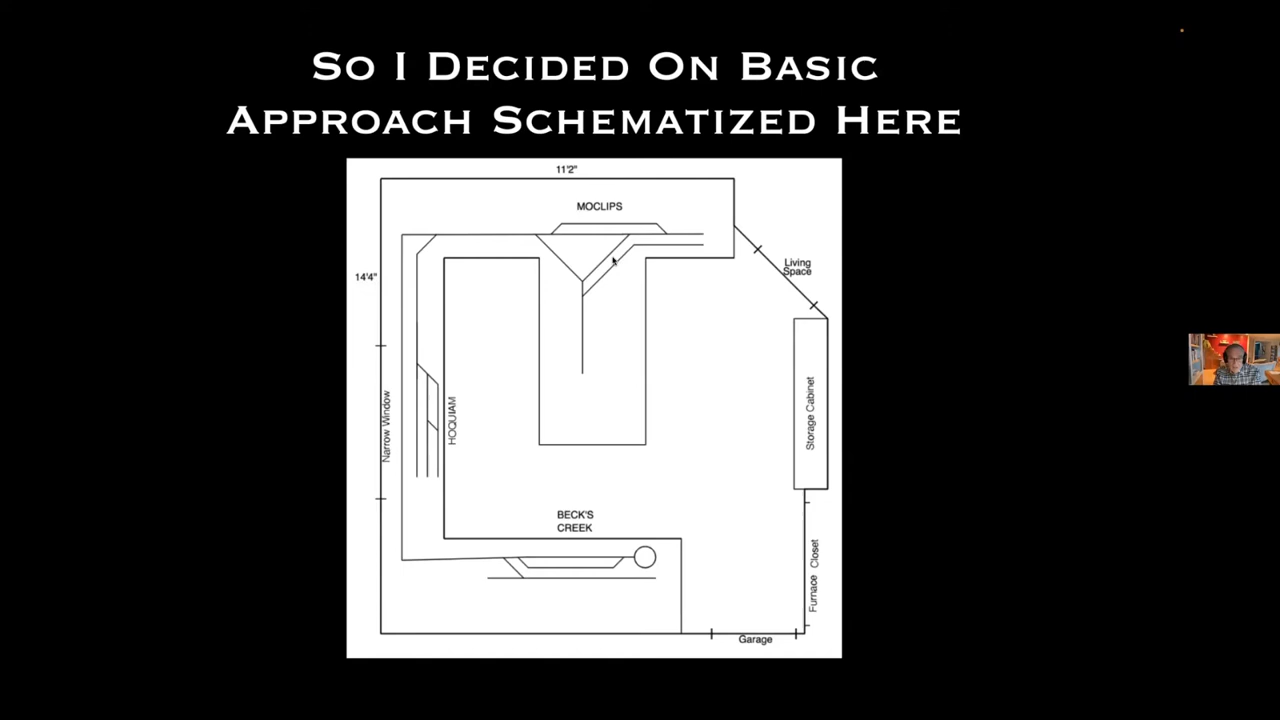 So I Decided On Basic
Approach Schematized Here
11'2"
MOCLIPS
Living
Space
14'4"
Narrow Window
HOQUIAM
Storage Cabinet
BECK'S
CREEK
Furnace Closet
Garage